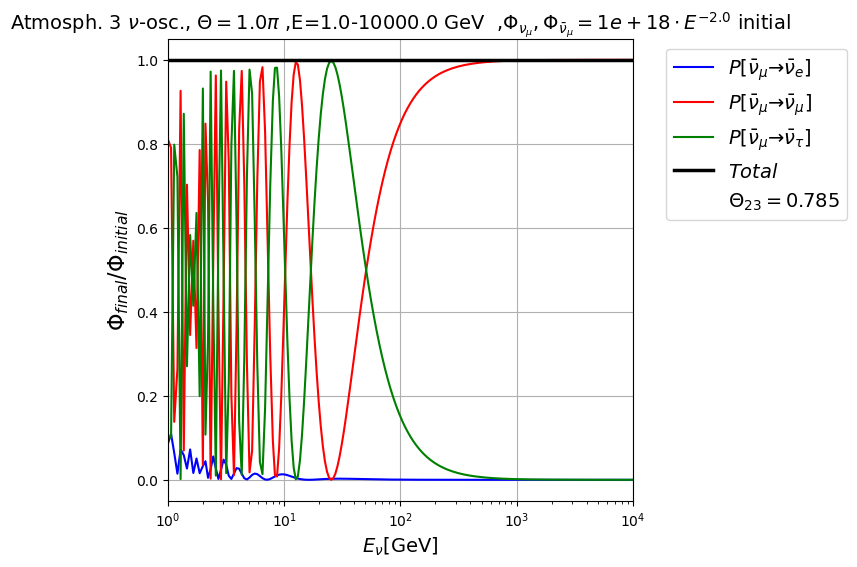 Atmosph. 3 ν-osc., Θ = 1.0π ,E=1.0-10000.0 GeV ,Φ_{ν_μ}, Φ_{ν̄_μ} = 1e + 18 · E^{−2.0} initial
P[ν̄_μ→ν̄_e]
P[ν̄_μ→ν̄_μ]
P[ν̄_μ→ν̄_τ]
Total
Θ_{23} = 0.785
Φ_{final}/Φ_{initial}
1.0
0.8
0.6
0.4
0.2
0.0
10^0 10^1 10^2 10^3 10^4
E_ν[GeV]